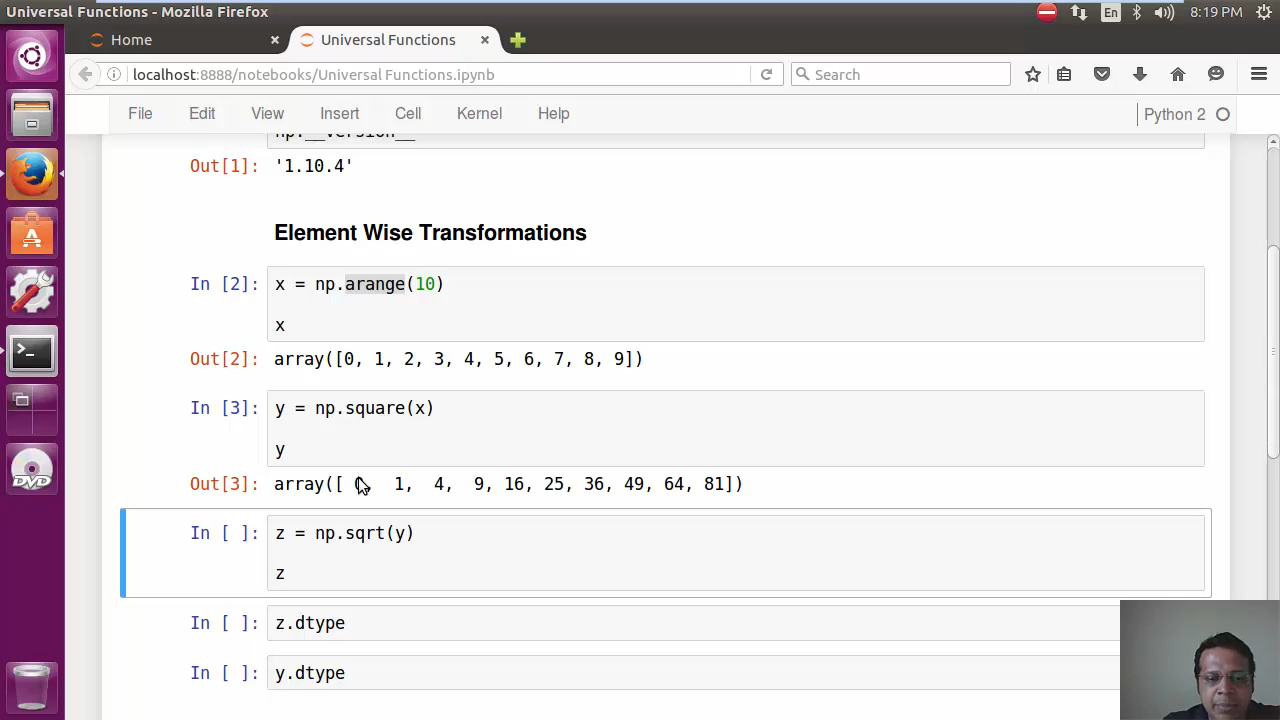 Universal Functions - Mozilla Firefox
En
8:19 PM
Home
Universal Functions
localhost:8888/notebooks/Universal Functions.ipynb
Search
File Edit View Insert Cell Kernel Help
Python 2
np.__version__
Out[1]: '1.10.4'
Element Wise Transformations
In [2]: x = np.arange(10)
x
Out[2]: array([0, 1, 2, 3, 4, 5, 6, 7, 8, 9])
In [3]: y = np.square(x)
y
Out[3]: array([ 0, 1, 4, 9, 16, 25, 36, 49, 64, 81])
In [ ]: z = np.sqrt(y)
z
In [ ]: z.dtype
In [ ]: y.dtype
DVD